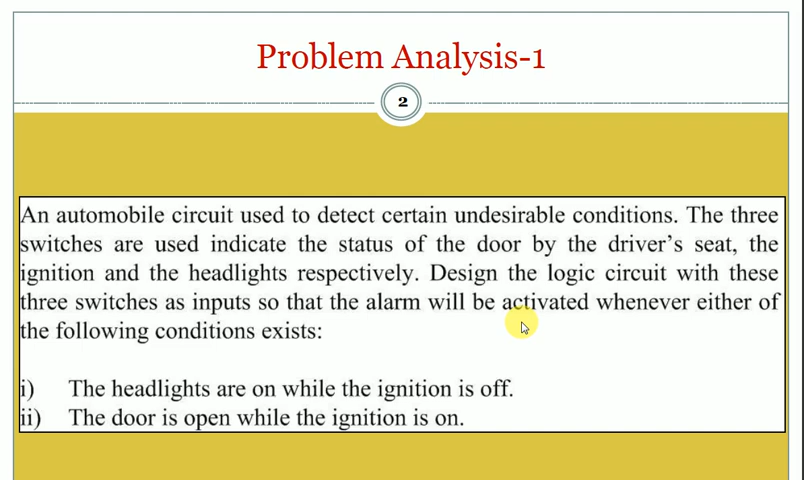 Problem Analysis-1
2
An automobile circuit used to detect certain undesirable conditions. The three
switches are used indicate the status of the door by the driver's seat, the
ignition and the headlights respectively. Design the logic circuit with these
three switches as inputs so that the alarm will be activated whenever either of
the following conditions exists:
i) The headlights are on while the ignition is off.
ii) The door is open while the ignition is on.